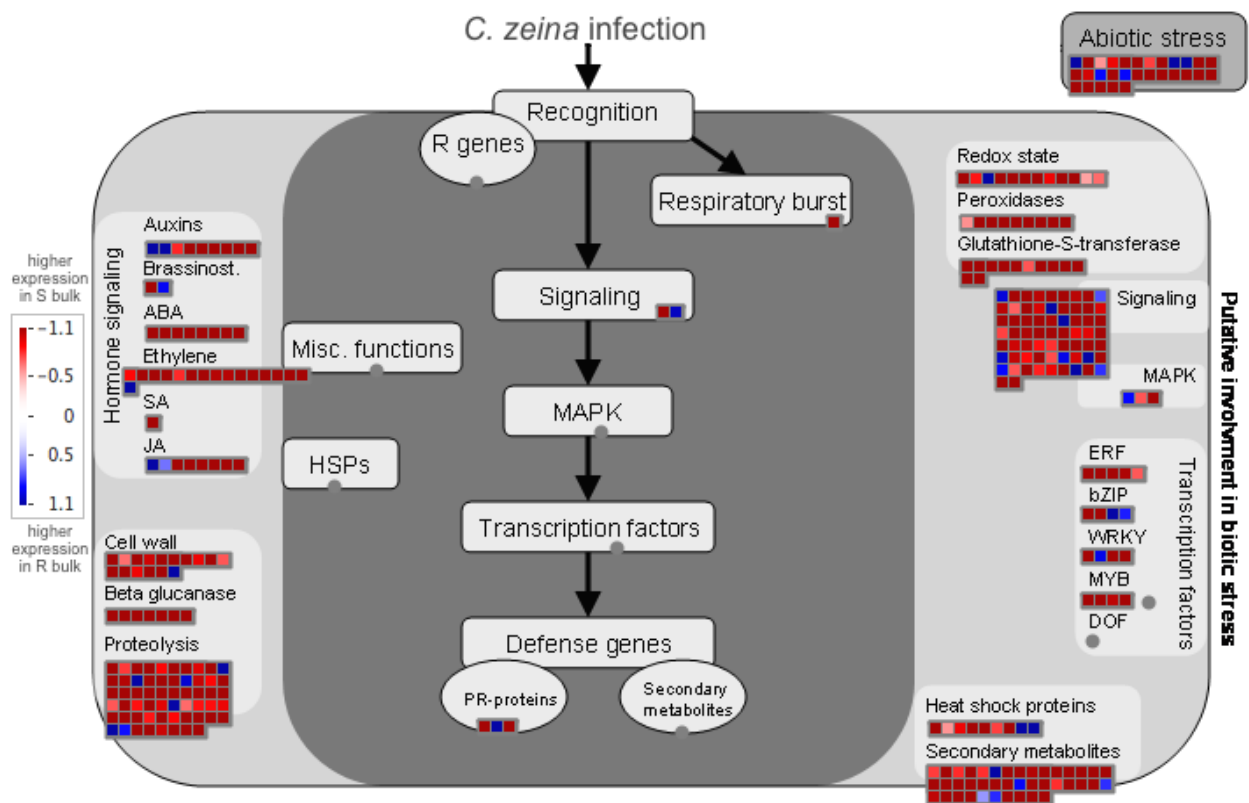 C. zeina infection
Abiotic stress
Recognition
R genes
Respiratory burst
Redox state
Peroxidases
Glutathione-S-transferase
Signaling
MAPK
Auxins
Brassinost.
ABA
Ethylene
SA
JA
Hormone signaling
higher
expression
in S bulk
-1.1
-0.5
0
0.5
1.1
higher
expression
in R bulk
Signaling
Misc. functions
MAPK
HSPs
Transcription factors
Defense genes
PR-proteins
Secondary
metabolites
Cell wall
Beta glucanase
Proteolysis
ERF
bZIP
WRKY
MYB
DOF
Transcription factors
Putative involvment in biotic stress
Heat shock proteins
Secondary metabolites